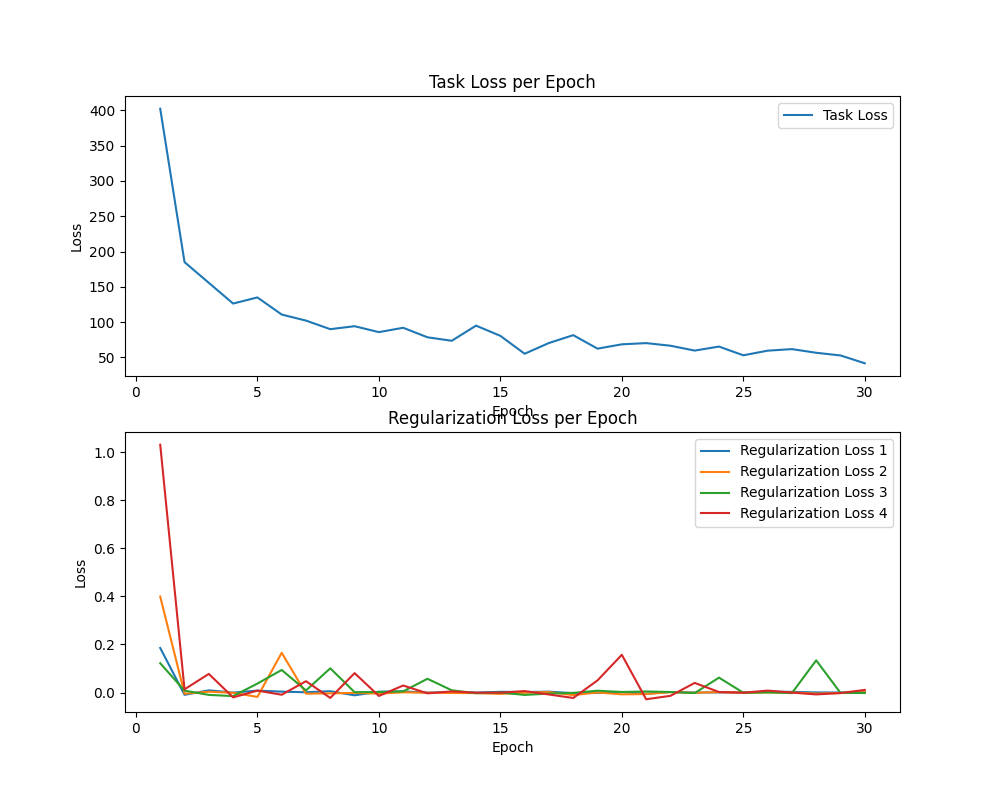 Task Loss per Epoch
Loss
400
350
300
250
200
150
100
50
Task Loss
0 5 10 15 20 25 30
Epoch
Regularization Loss per Epoch
Loss
1.0
0.8
0.6
0.4
0.2
0.0
Regularization Loss 1
Regularization Loss 2
Regularization Loss 3
Regularization Loss 4
0 5 10 15 20 25 30
Epoch